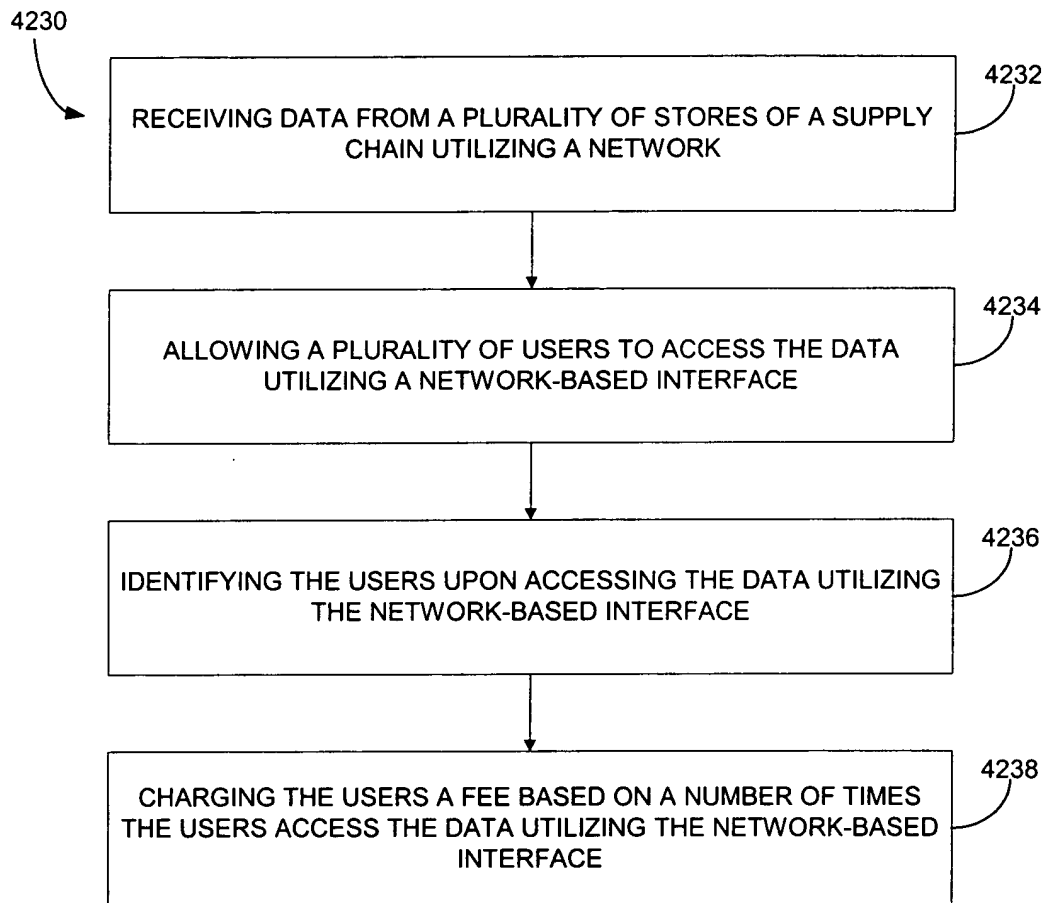 4230
4232
RECEIVING DATA FROM A PLURALITY OF STORES OF A SUPPLY
CHAIN UTILIZING A NETWORK
4234
ALLOWING A PLURALITY OF USERS TO ACCESS THE DATA
UTILIZING A NETWORK-BASED INTERFACE
4236
IDENTIFYING THE USERS UPON ACCESSING THE DATA UTILIZING
THE NETWORK-BASED INTERFACE
4238
CHARGING THE USERS A FEE BASED ON A NUMBER OF TIMES
THE USERS ACCESS THE DATA UTILIZING THE NETWORK-BASED
INTERFACE